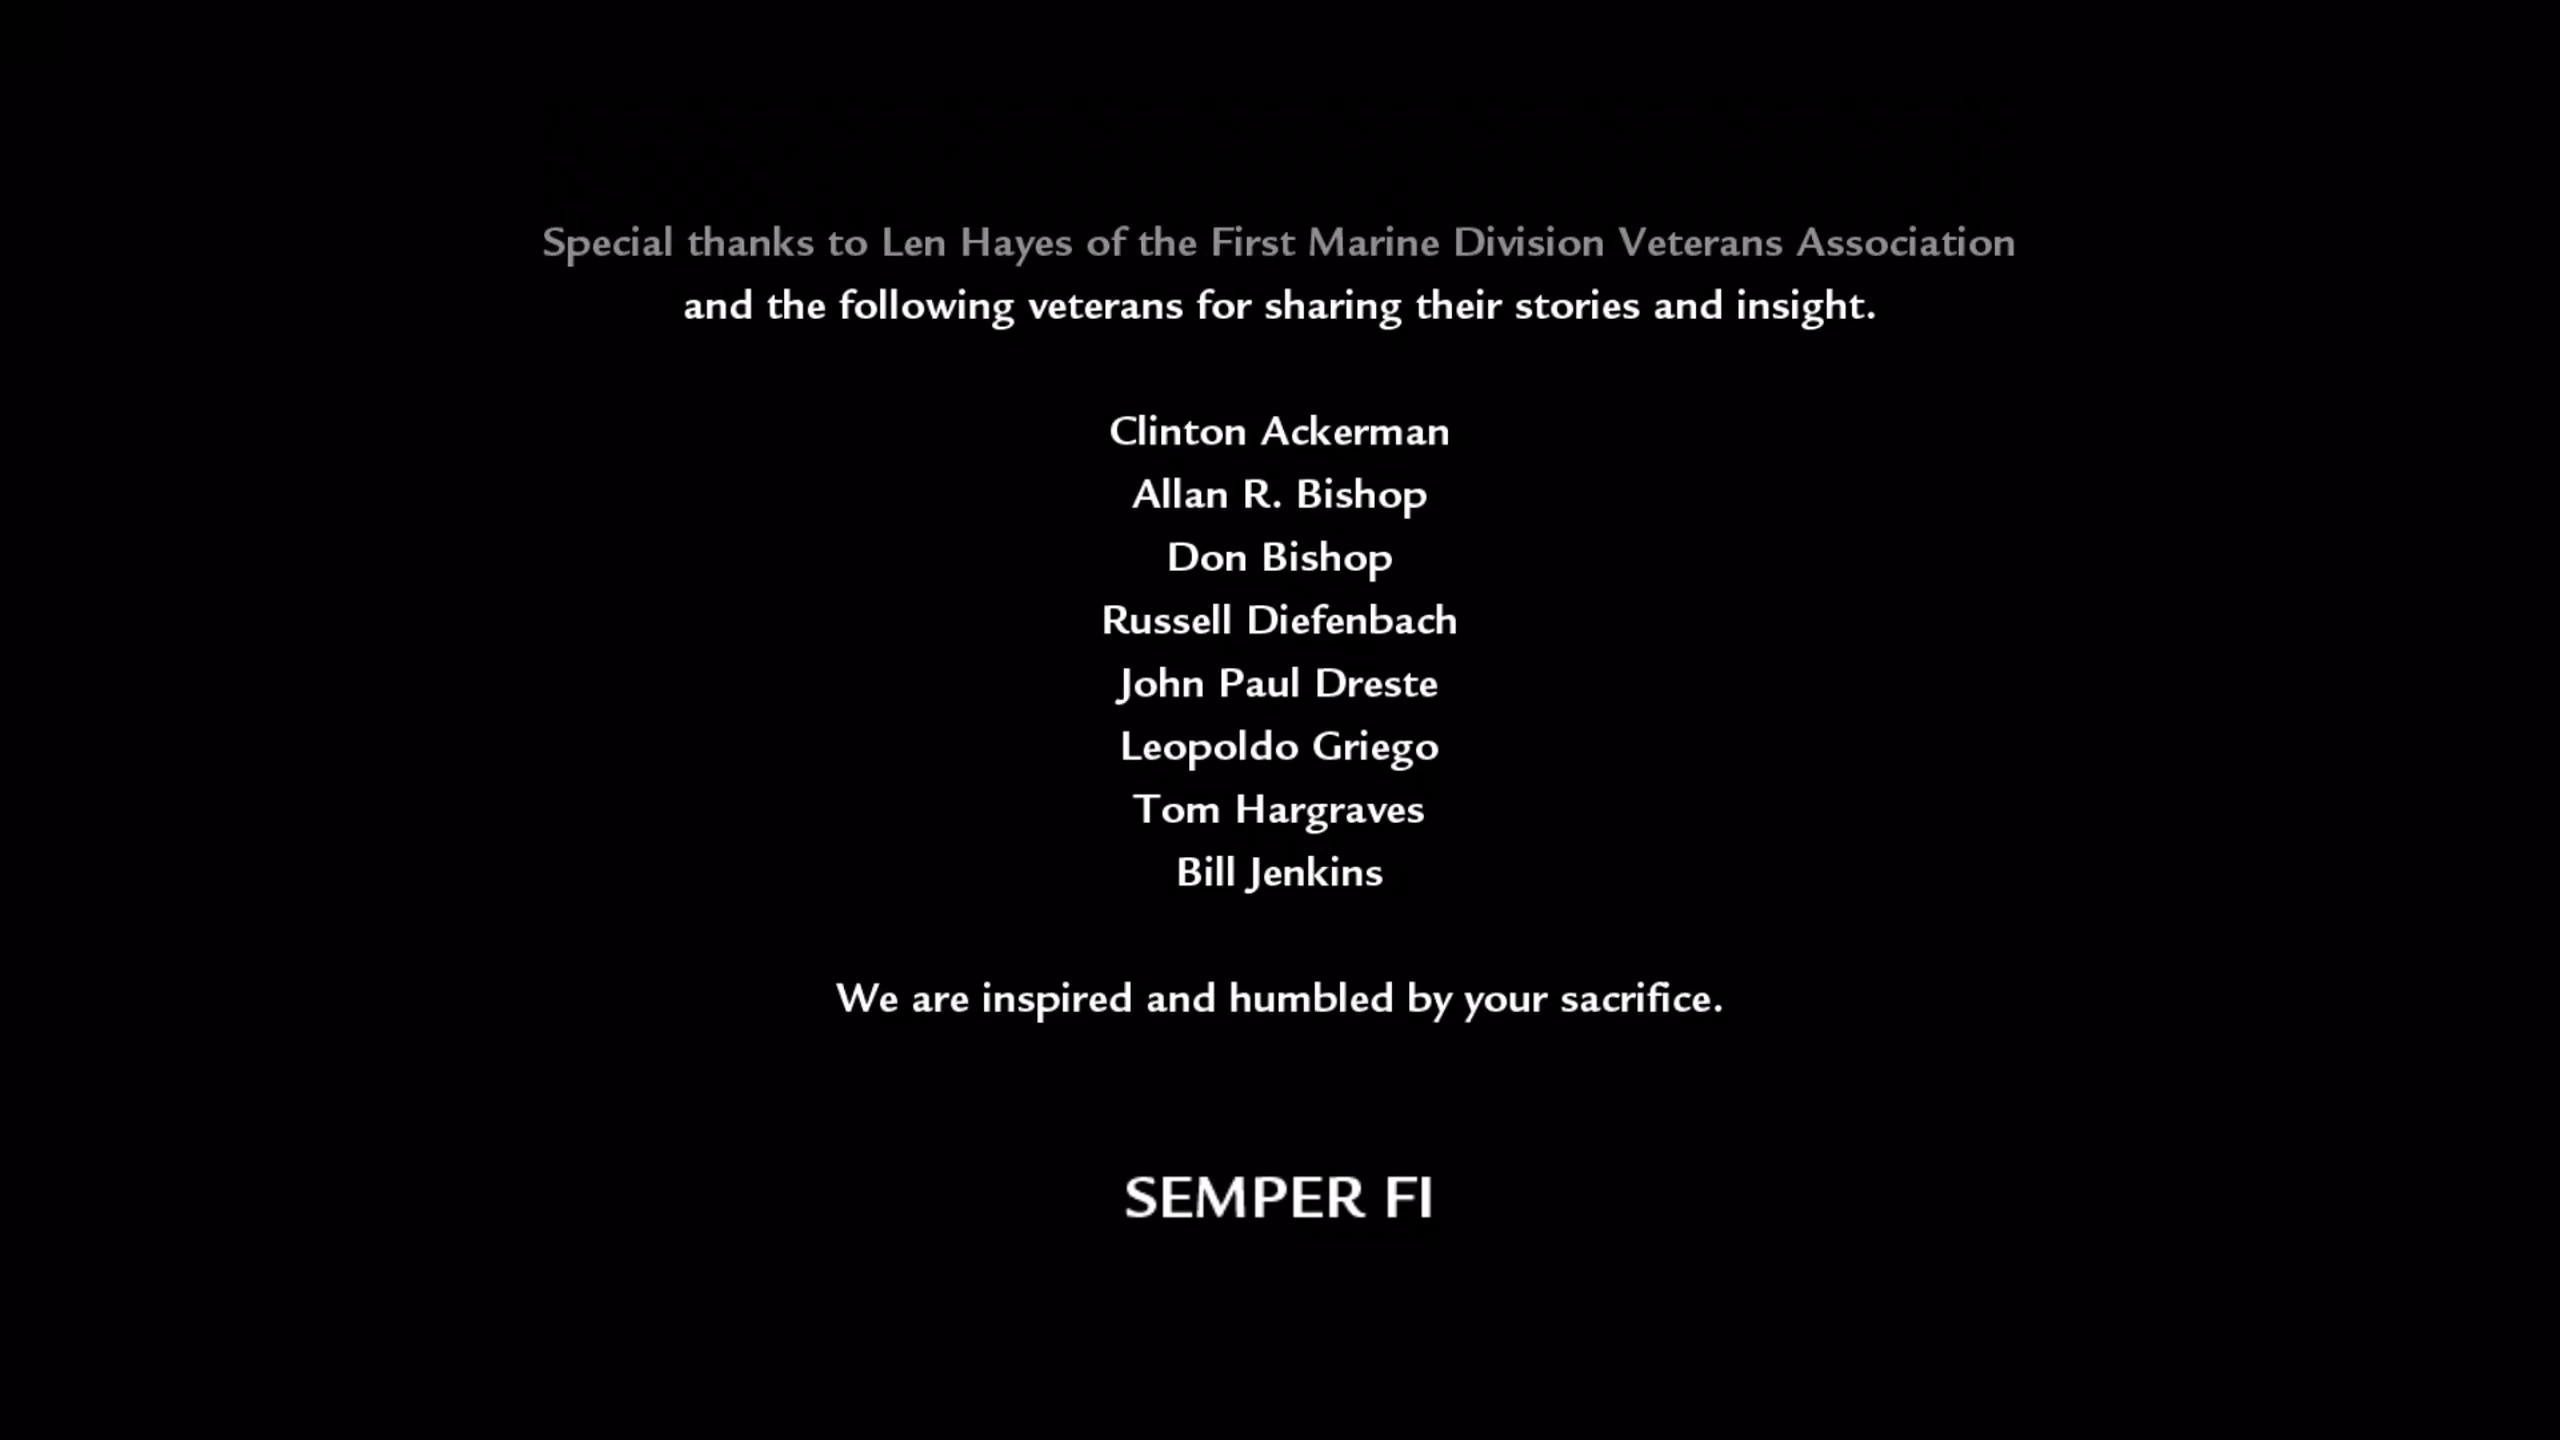 Special thanks to Len Hayes of the First Marine Division Veterans Association
and the following veterans for sharing their stories and insight.
Clinton Ackerman
Allan R. Bishop
Don Bishop
Russell Diefenbach
John Paul Dreste
Leopoldo Griego
Tom Hargraves
Bill Jenkins
We are inspired and humbled by your sacrifice.
SEMPER FI